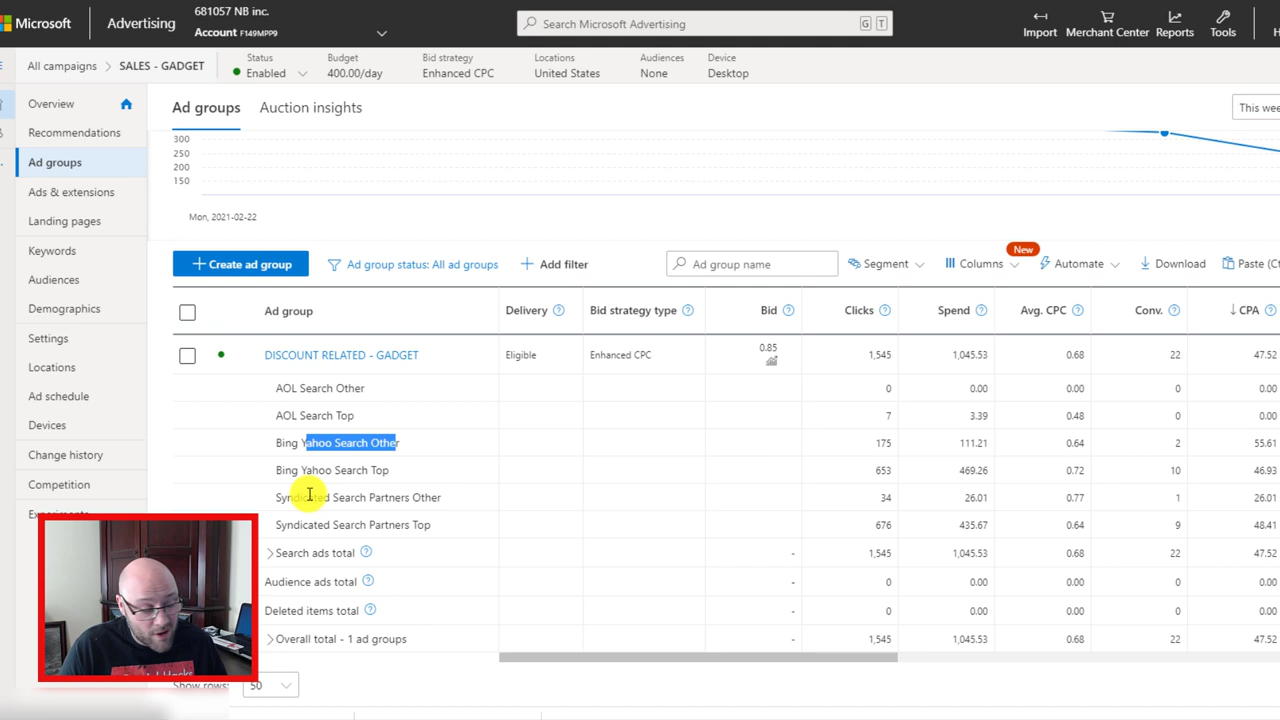 Microsoft Advertising
681057 NB inc.
Account F149MPP9
Search Microsoft Advertising G T
Import Merchant Center Reports Tools
All campaigns > SALES - GADGET
Status Budget Bid strategy Locations Audiences Device
Enabled 400.00/day Enhanced CPC United States None Desktop
Overview
Recommendations
Ad groups
Ads & extensions
Landing pages
Keywords
Audiences
Demographics
Settings
Locations
Ad schedule
Devices
Change history
Competition
Ad groups Auction insights
This wee
300
250
200
150
Mon, 2021-02-22
+ Create ad group Ad group status: All ad groups + Add filter Ad group name Segment Columns New Automate Download Paste (Ct
Ad group Delivery ? Bid strategy type ? Bid ? Clicks ? Spend ? Avg. CPC ? Conv. ? ↓ CPA ?
DISCOUNT RELATED - GADGET Eligible Enhanced CPC 0.85 1,545 1,045.53 0.68 22 47.52
AOL Search Other 0 0.00 0.00 0 0.00
AOL Search Top 7 3.39 0.48 0 0.00
Bing Yahoo Search Other 175 111.21 0.64 2 55.61
Bing Yahoo Search Top 653 469.26 0.72 10 46.93
Syndicated Search Partners Other 34 26.01 0.77 1 26.01
Syndicated Search Partners Top 676 435.67 0.64 9 48.41
> Search ads total ? - 1,545 1,045.53 0.68 22 47.52
Audience ads total ? - 0 0.00 0.00 0 0.00
Deleted items total ? - 0 0.00 0.00 0 0.00
> Overall total - 1 ad groups - 1,545 1,045.53 0.68 22 47.52
Show rows: 50